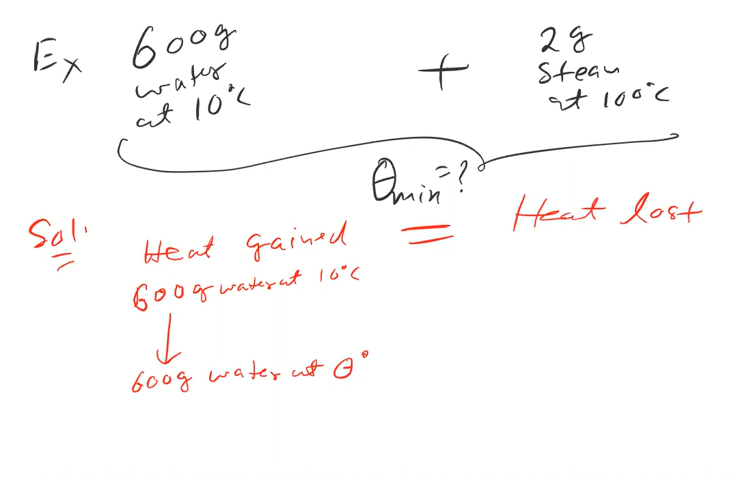 Ex 600g + 2g
water steam
at 10°C at 100°C
θmin = ?
Sol: Heat gained = Heat lost
600g water at 10°C
↓
600g water at θ°